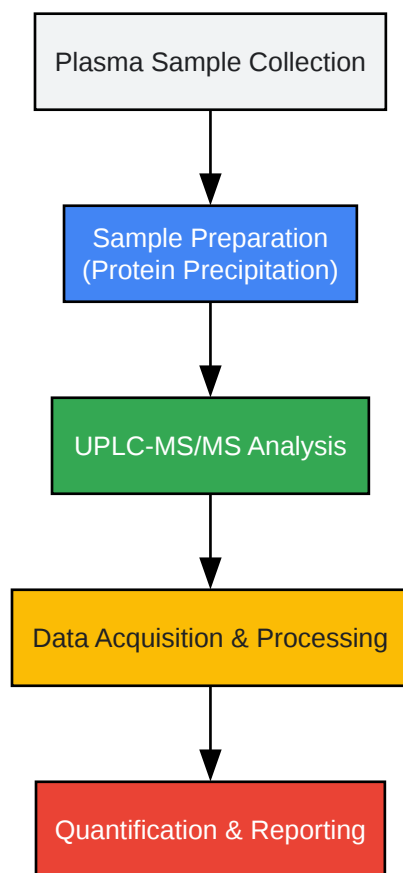 Plasma Sample Collection
Sample Preparation
(Protein Precipitation)
UPLC-MS/MS Analysis
Data Acquisition & Processing
Quantification & Reporting